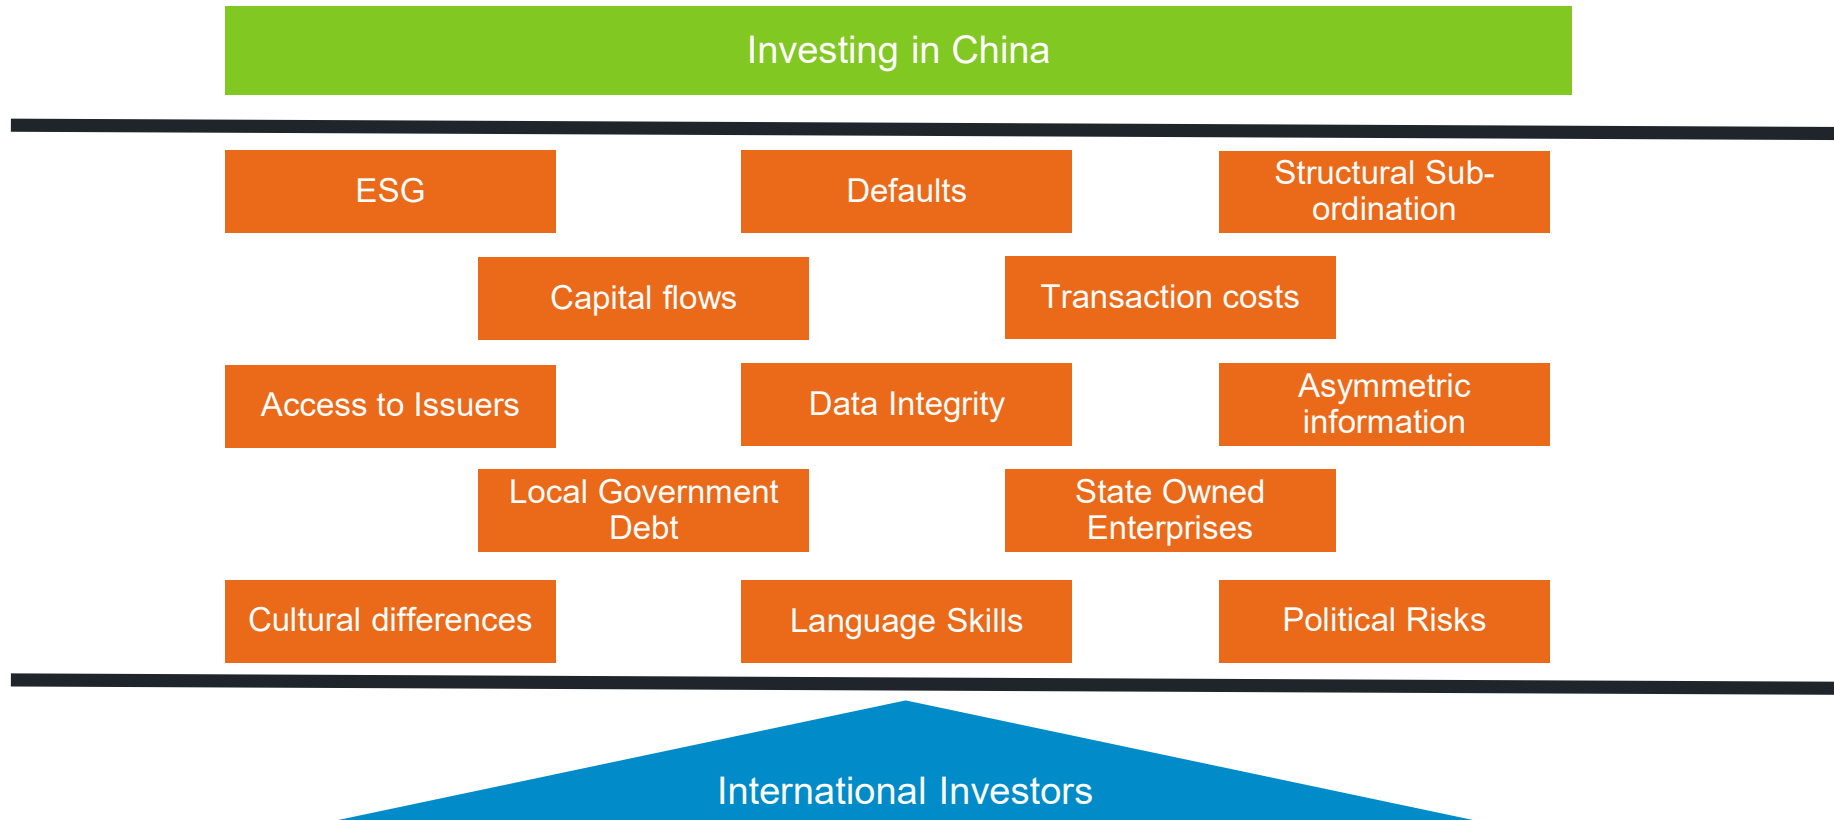 Investing in China
ESG
Defaults
Structural Sub-
ordination
Capital flows
Transaction costs
Access to Issuers
Data Integrity
Asymmetric
information
Local Government
Debt
State Owned
Enterprises
Cultural differences
Language Skills
Political Risks
International Investors